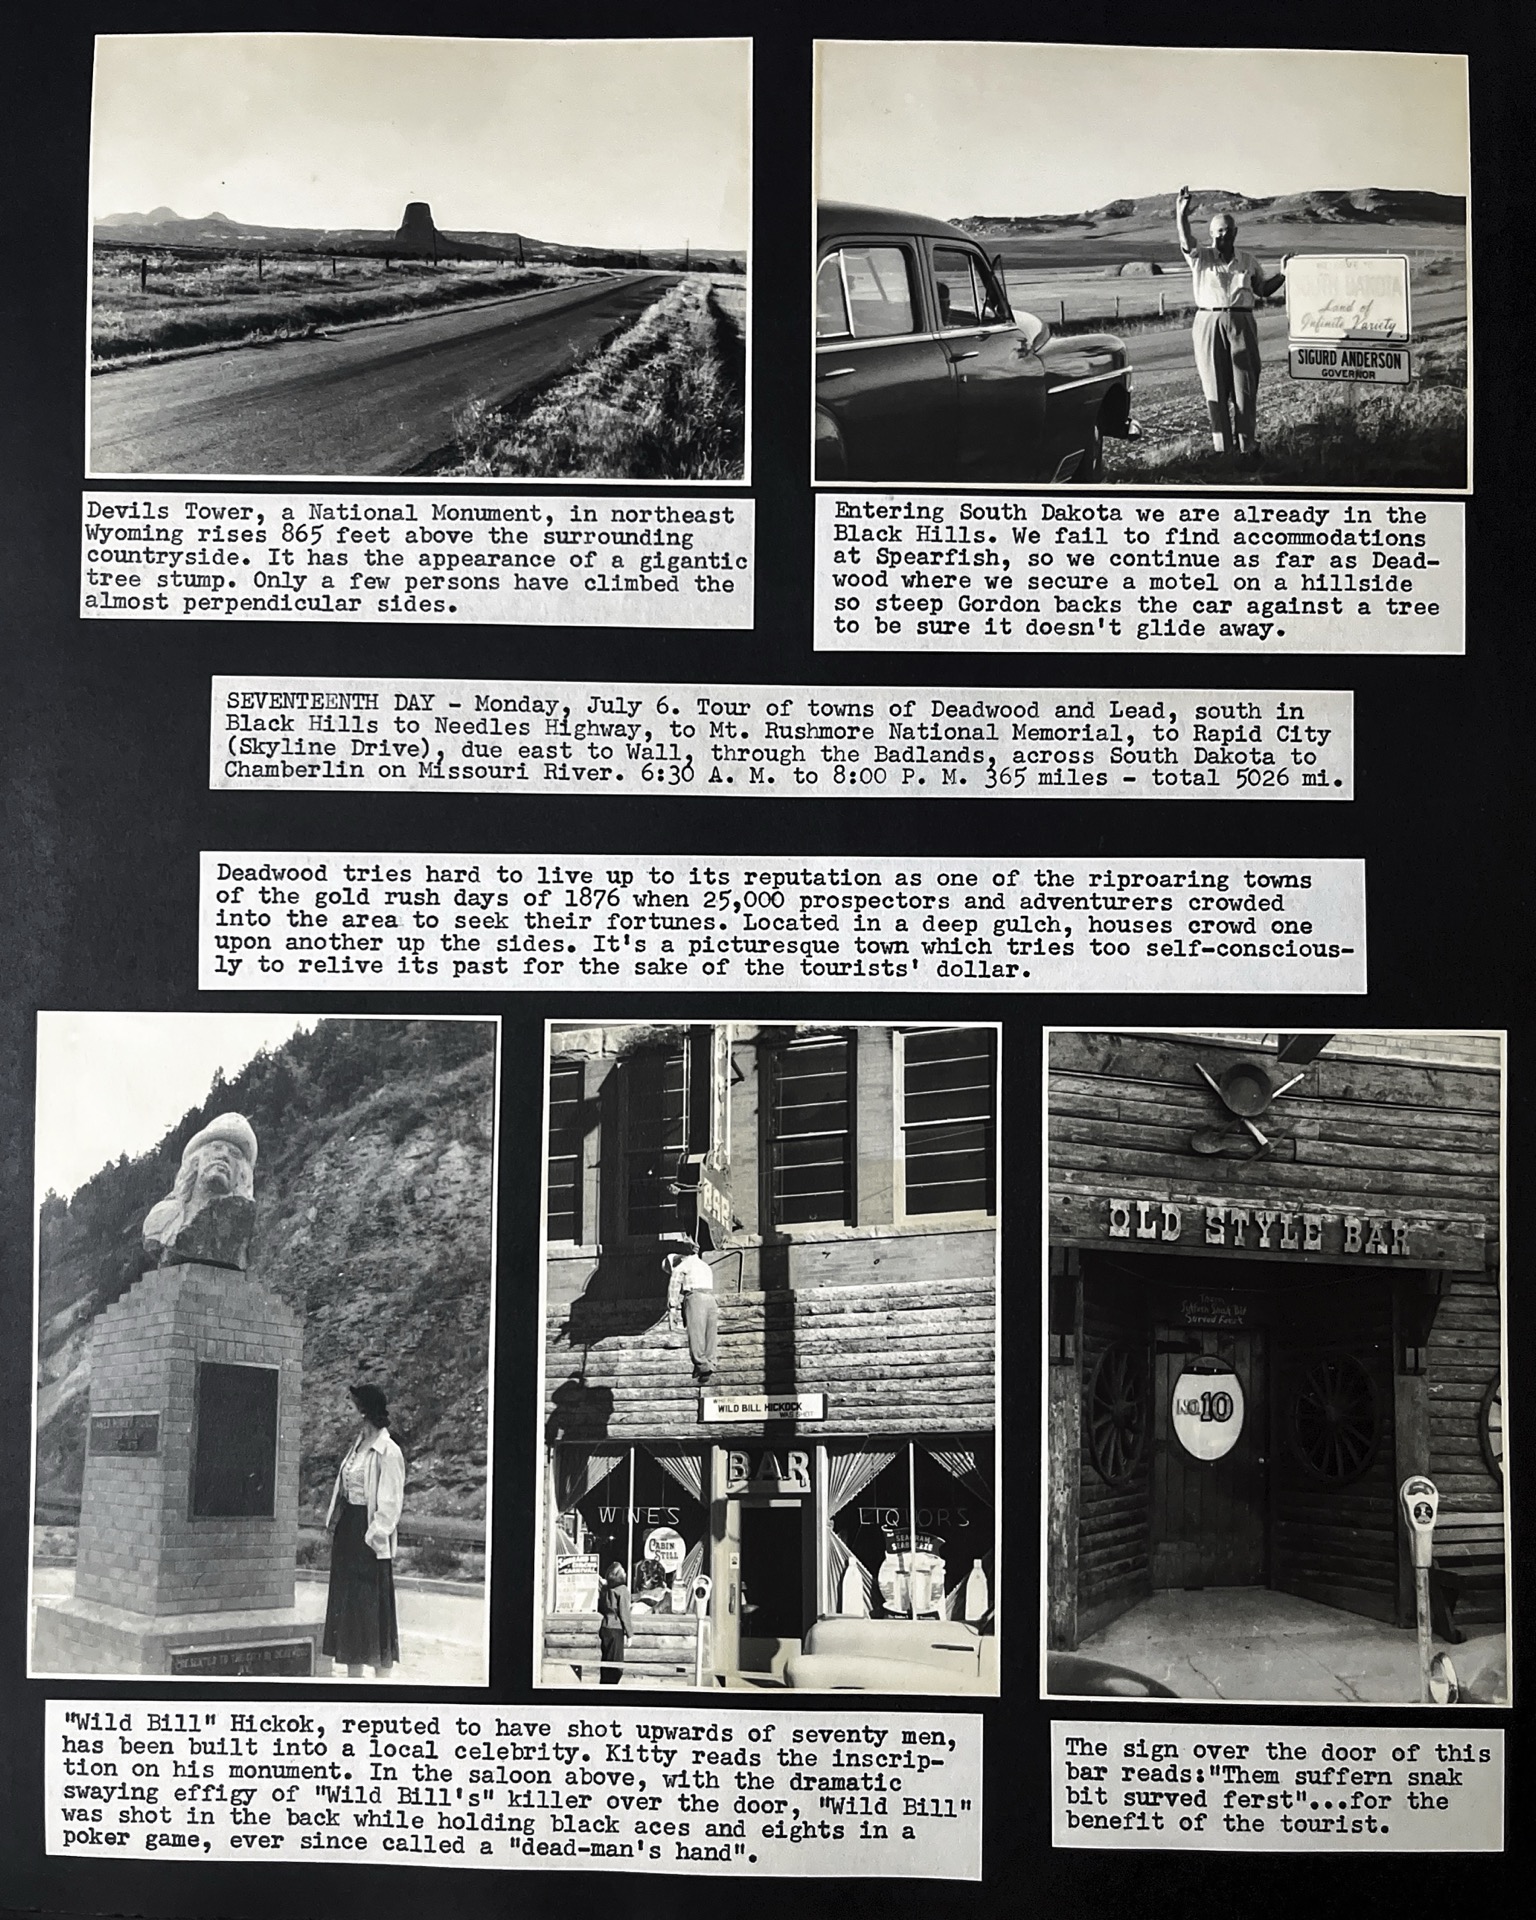 Land of
Infinite Variety
SIGURD ANDERSON
GOVERNOR
Devils Tower, a National Monument, in northeast
Wyoming rises 865 feet above the surrounding
countryside. It has the appearance of a gigantic
tree stump. Only a few persons have climbed the
almost perpendicular sides.
Entering South Dakota we are already in the
Black Hills. We fail to find accommodations
at Spearfish, so we continue as far as Dead-
wood where we secure a motel on a hillside
so steep Gordon backs the car against a tree
to be sure it doesn't glide away.
SEVENTEENTH DAY - Monday, July 6. Tour of towns of Deadwood and Lead, south in
Black Hills to Needles Highway, to Mt. Rushmore National Memorial, to Rapid City
(Skyline Drive), due east to Wall, through the Badlands, across South Dakota to
Chamberlin on Missouri River. 6:30 A. M. to 8:00 P. M. 365 miles - total 5026 mi.
Deadwood tries hard to live up to its reputation as one of the riproaring towns
of the gold rush days of 1876 when 25,000 prospectors and adventurers crowded
into the area to seek their fortunes. Located in a deep gulch, houses crowd one
upon another up the sides. It's a picturesque town which tries too self-conscious-
ly to relive its past for the sake of the tourists' dollar.
PRESENTED TO THE CITY OF DEADWOOD
BAR
WHERE
WILD BILL HICKOCK
WAS SHOT
BAR
WINES
LIQUORS
CABIN
STILL
SEAGRAM
JULY
OLD STYLE BAR
Surved Ferst
No. 10
"Wild Bill" Hickok, reputed to have shot upwards of seventy men,
has been built into a local celebrity. Kitty reads the inscrip-
tion on his monument. In the saloon above, with the dramatic
swaying effigy of "Wild Bill's" killer over the door, "Wild Bill"
was shot in the back while holding black aces and eights in a
poker game, ever since called a "dead-man's hand".
The sign over the door of this
bar reads:"Them suffern snak
bit surved ferst"...for the
benefit of the tourist.